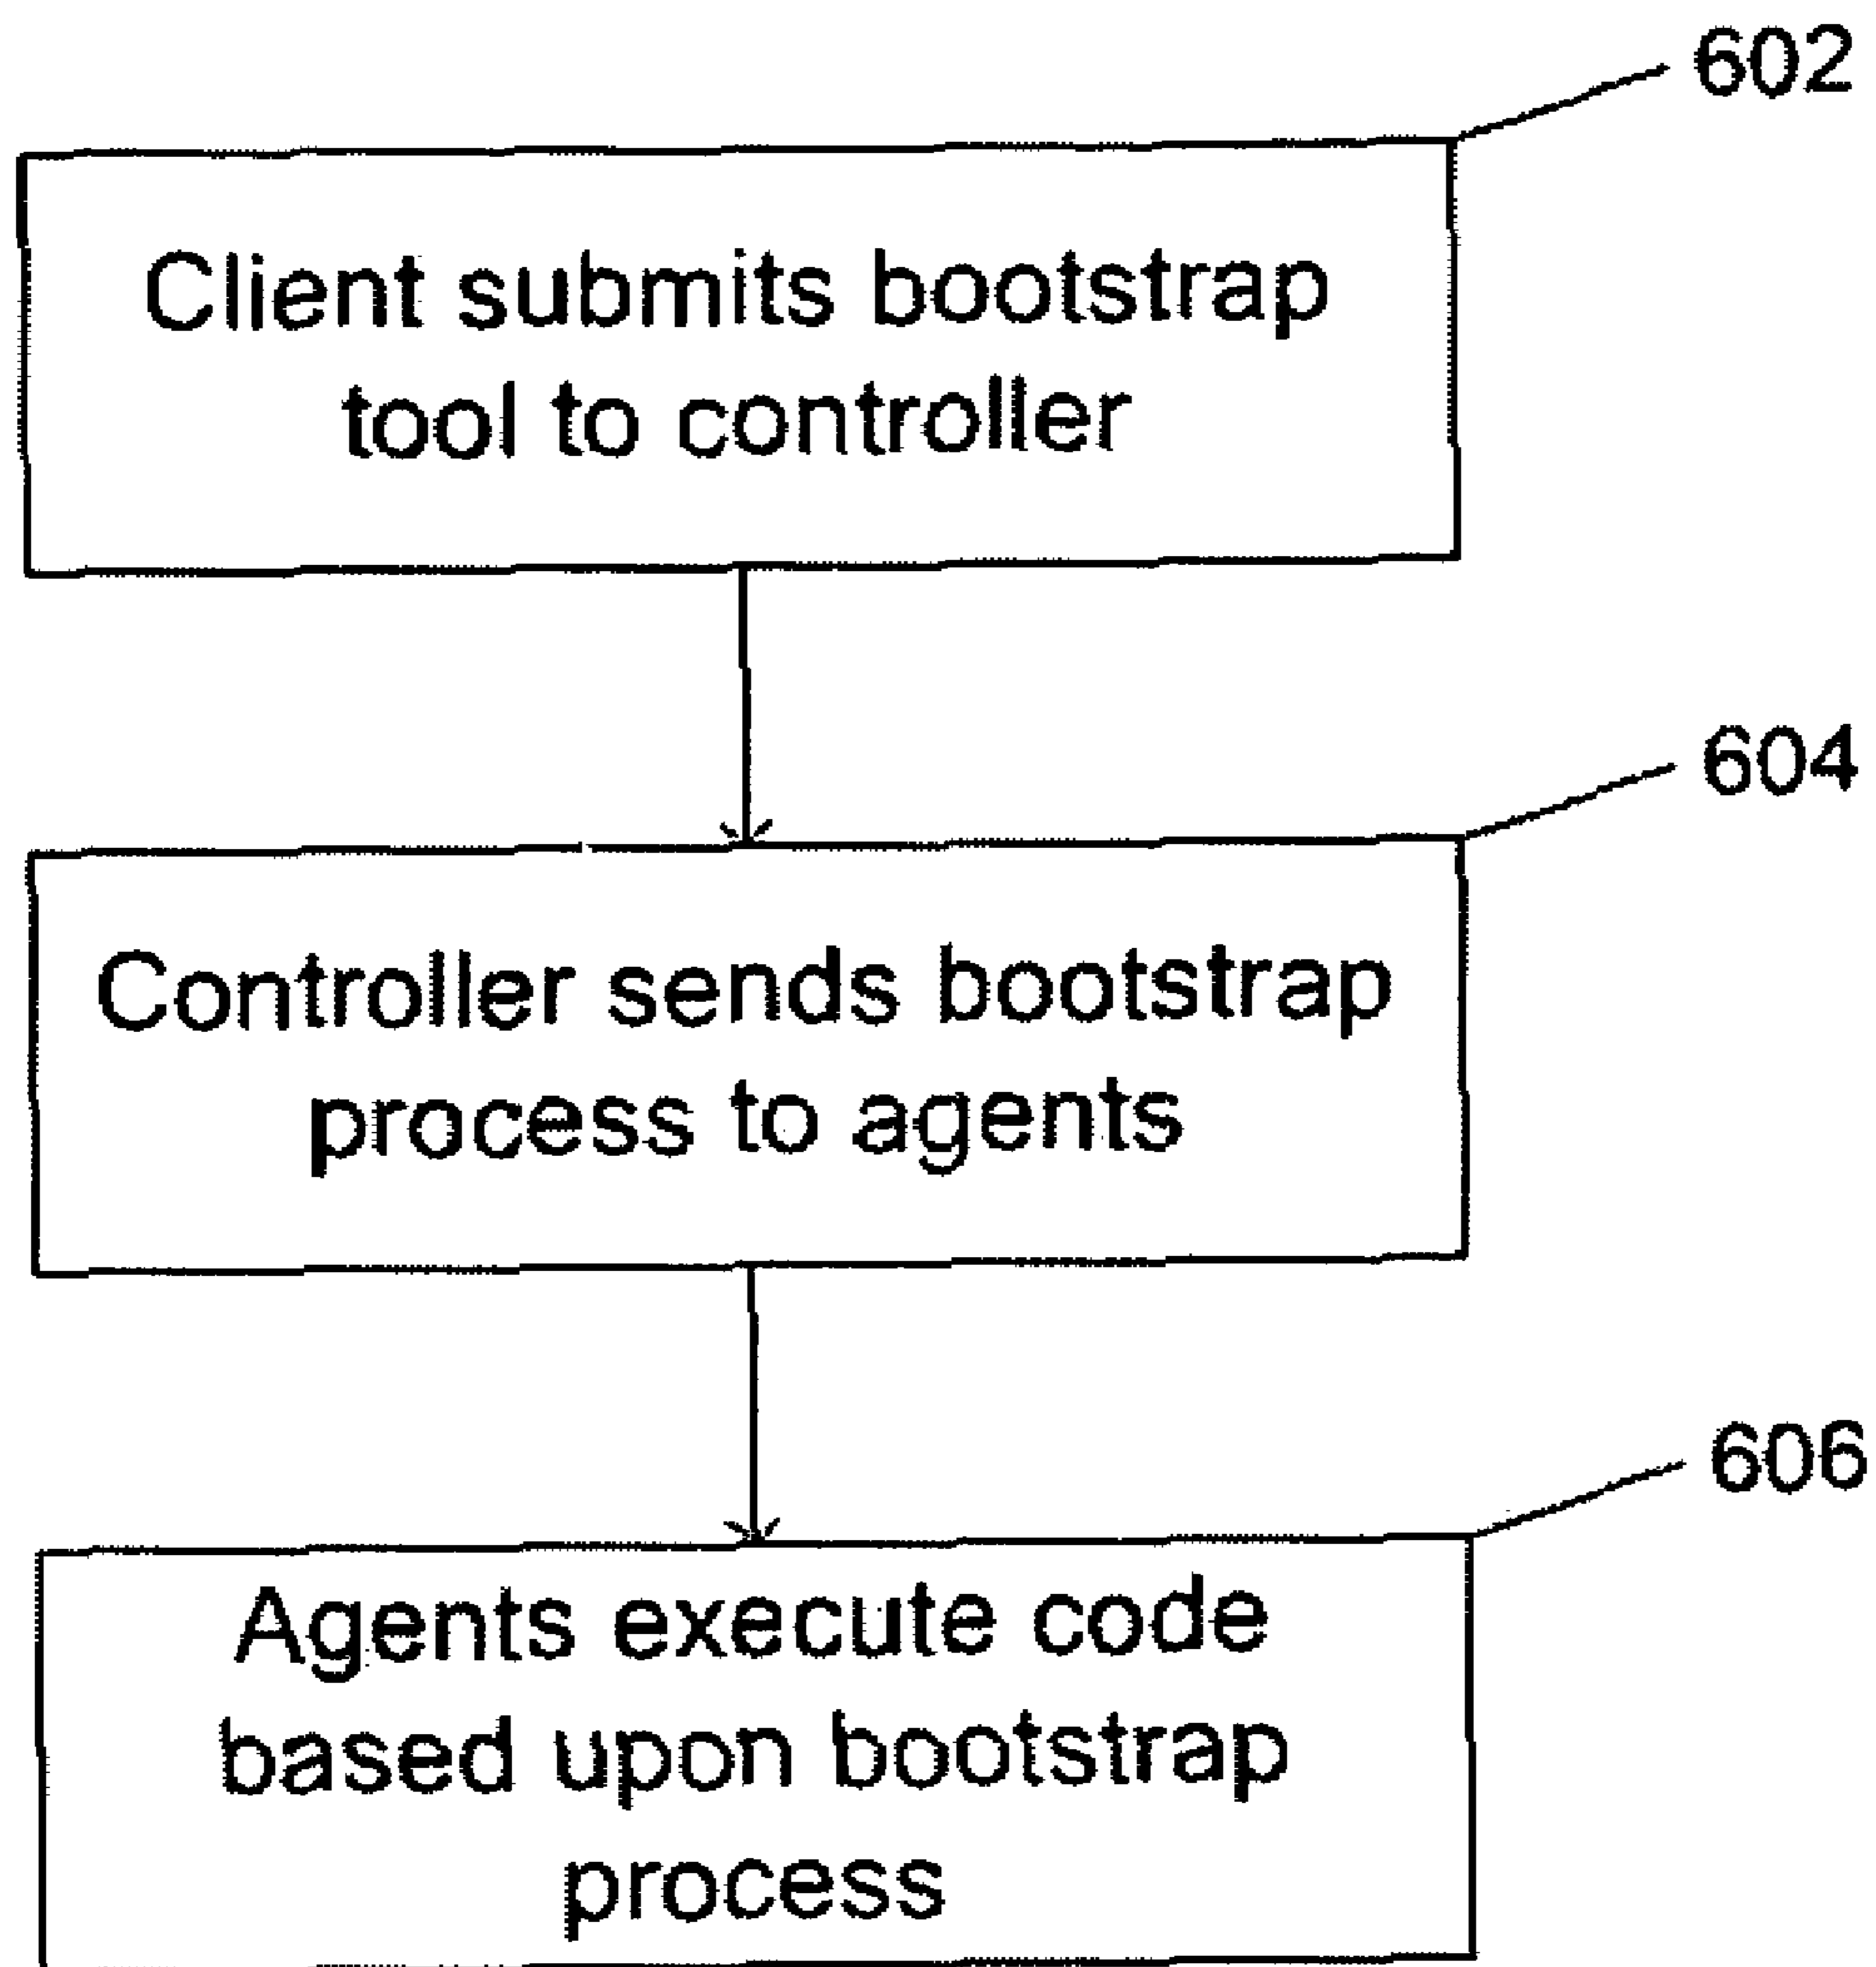 602
Client submits bootstrap
tool to controller
604
Controller sends bootstrap
process to agents
606
Agents execute code
based upon bootstrap
process